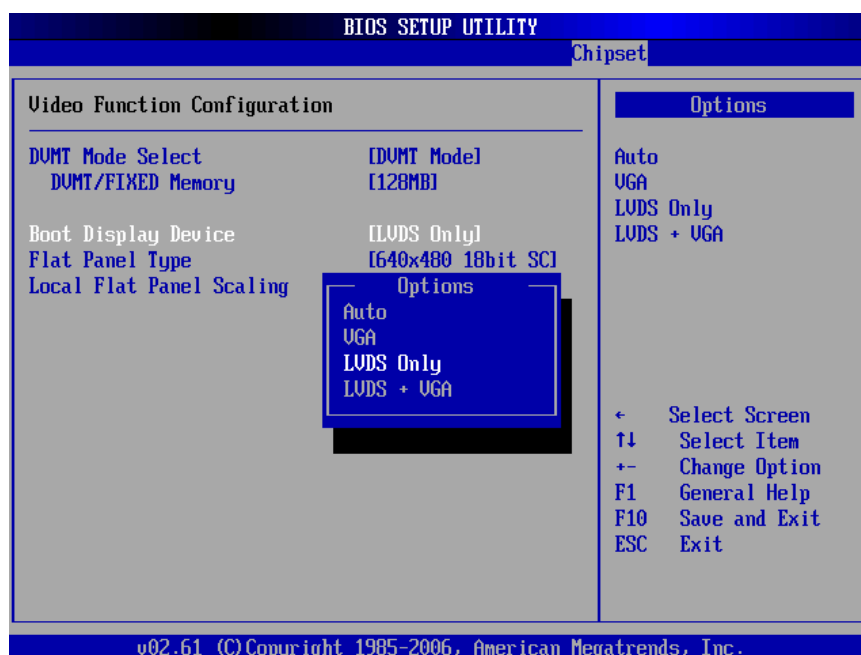 BIOS SETUP UTILITY
Chipset
Video Function Configuration
DVMT Mode Select [DVMT Mode]
DVMT/FIXED Memory [128MB]
Boot Display Device [LVDS Only]
Flat Panel Type [640x480 18bit SC]
Local Flat Panel Scaling
Options
Auto
VGA
LVDS Only
LVDS + VGA
Options
Auto
VGA
LVDS Only
LVDS + VGA
← Select Screen
↑↓ Select Item
+- Change Option
F1 General Help
F10 Save and Exit
ESC Exit
v02.61 (C)Copyright 1985-2006, American Megatrends, Inc.